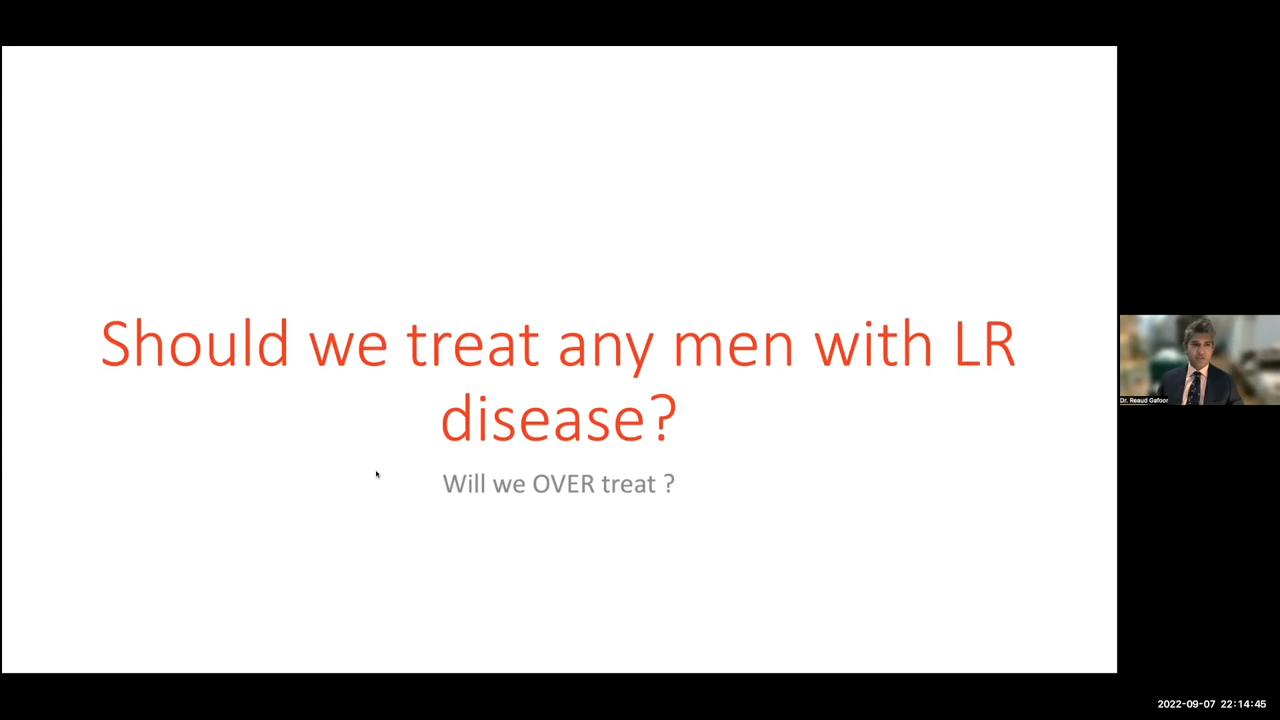 Should we treat any men with LR
disease?
Will we OVER treat ?
Dr. Reaud Gafoor
2022-09-07 22:14:45